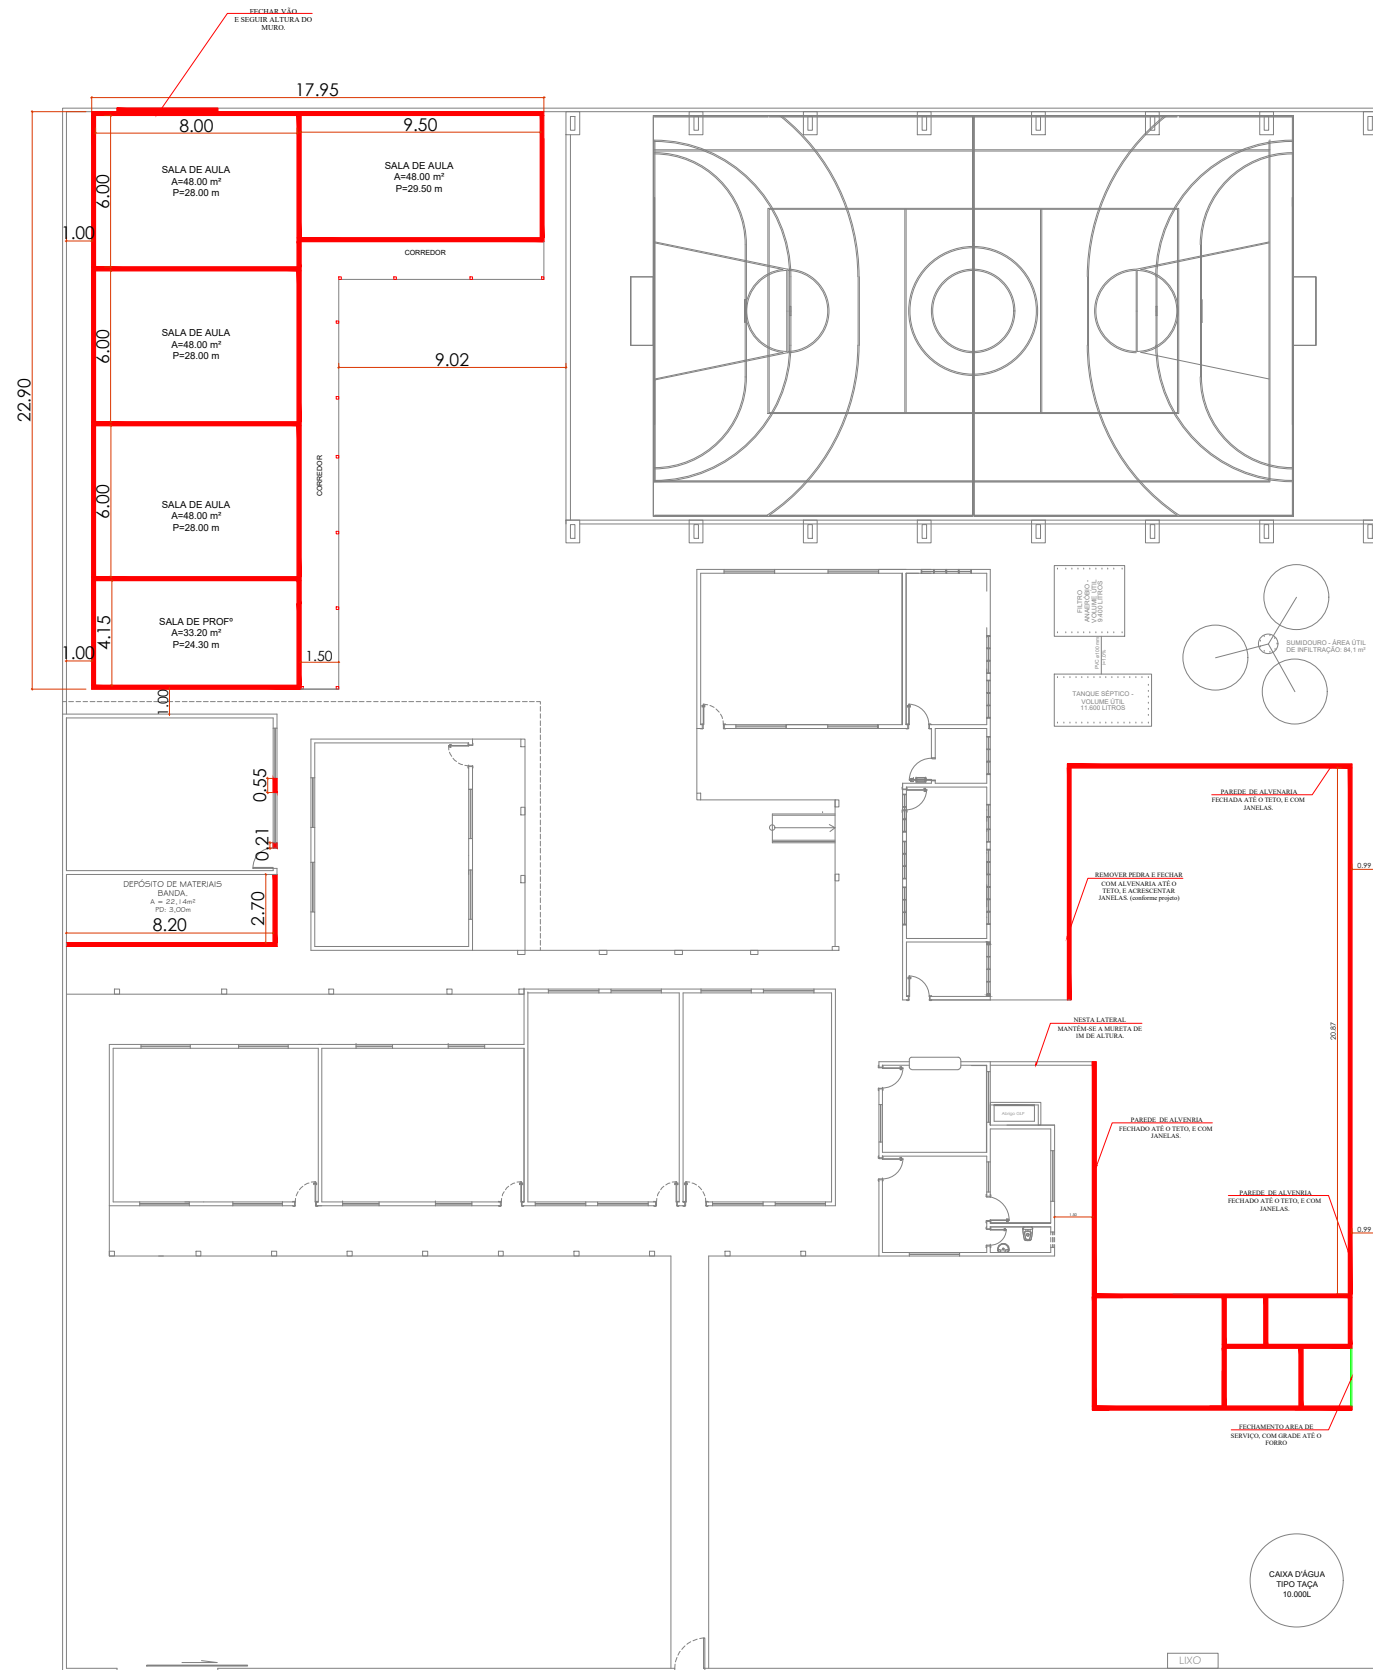 FECHAR VÃO
E SEGUIR ALTURA DO
MURO.
17.95
8.00
9.50
SALA DE AULA
A=48.00 m²
P=28.00 m
SALA DE AULA
A=48.00 m²
P=29.50 m
6.00
1.00
CORREDOR
SALA DE AULA
A=48.00 m²
P=28.00 m
6.00
9.02
22.90
CORREDOR
SALA DE AULA
A=48.00 m²
P=28.00 m
6.00
SALA DE PROFº
A=33.20 m²
P=24.30 m
4.15
1.00
1.50
1.00
FILTRO
ANAERÓBIO -
VOLUME ÚTIL
9.400 LITROS
SUMIDOURO - ÁREA ÚTIL
DE INFILTRAÇÃO: 84,1 m²
TANQUE SÉPTICO -
VOLUME ÚTIL
11.600 LITROS
0.55
0.21
PAREDE DE ALVENARIA
FECHADA ATÉ O TETO, E COM
JANELAS.
0.99
REMOVER PEDRA E FECHAR
COM ALVENARIA ATÉ O
TETO, E ACRESCENTAR
JANELAS. (conforme projeto)
DEPÓSITO DE MATERIAIS
BANDA.
A = 22,14m²
PD: 3,00m
8.20
2.70
NESTA LATERAL
MANTÉM-SE A MURETA DE
1M DE ALTURA.
20.87
PAREDE DE ALVENRIA
FECHADO ATÉ O TETO, E COM
JANELAS.
PAREDE DE ALVENRIA
FECHADO ATÉ O TETO, E COM
JANELAS.
0.99
FECHAMENTO AREA DE
SERVIÇO, COM GRADE ATÉ O
FORRO
CAIXA D'ÁGUA
TIPO TAÇA
10.000L
LIXO